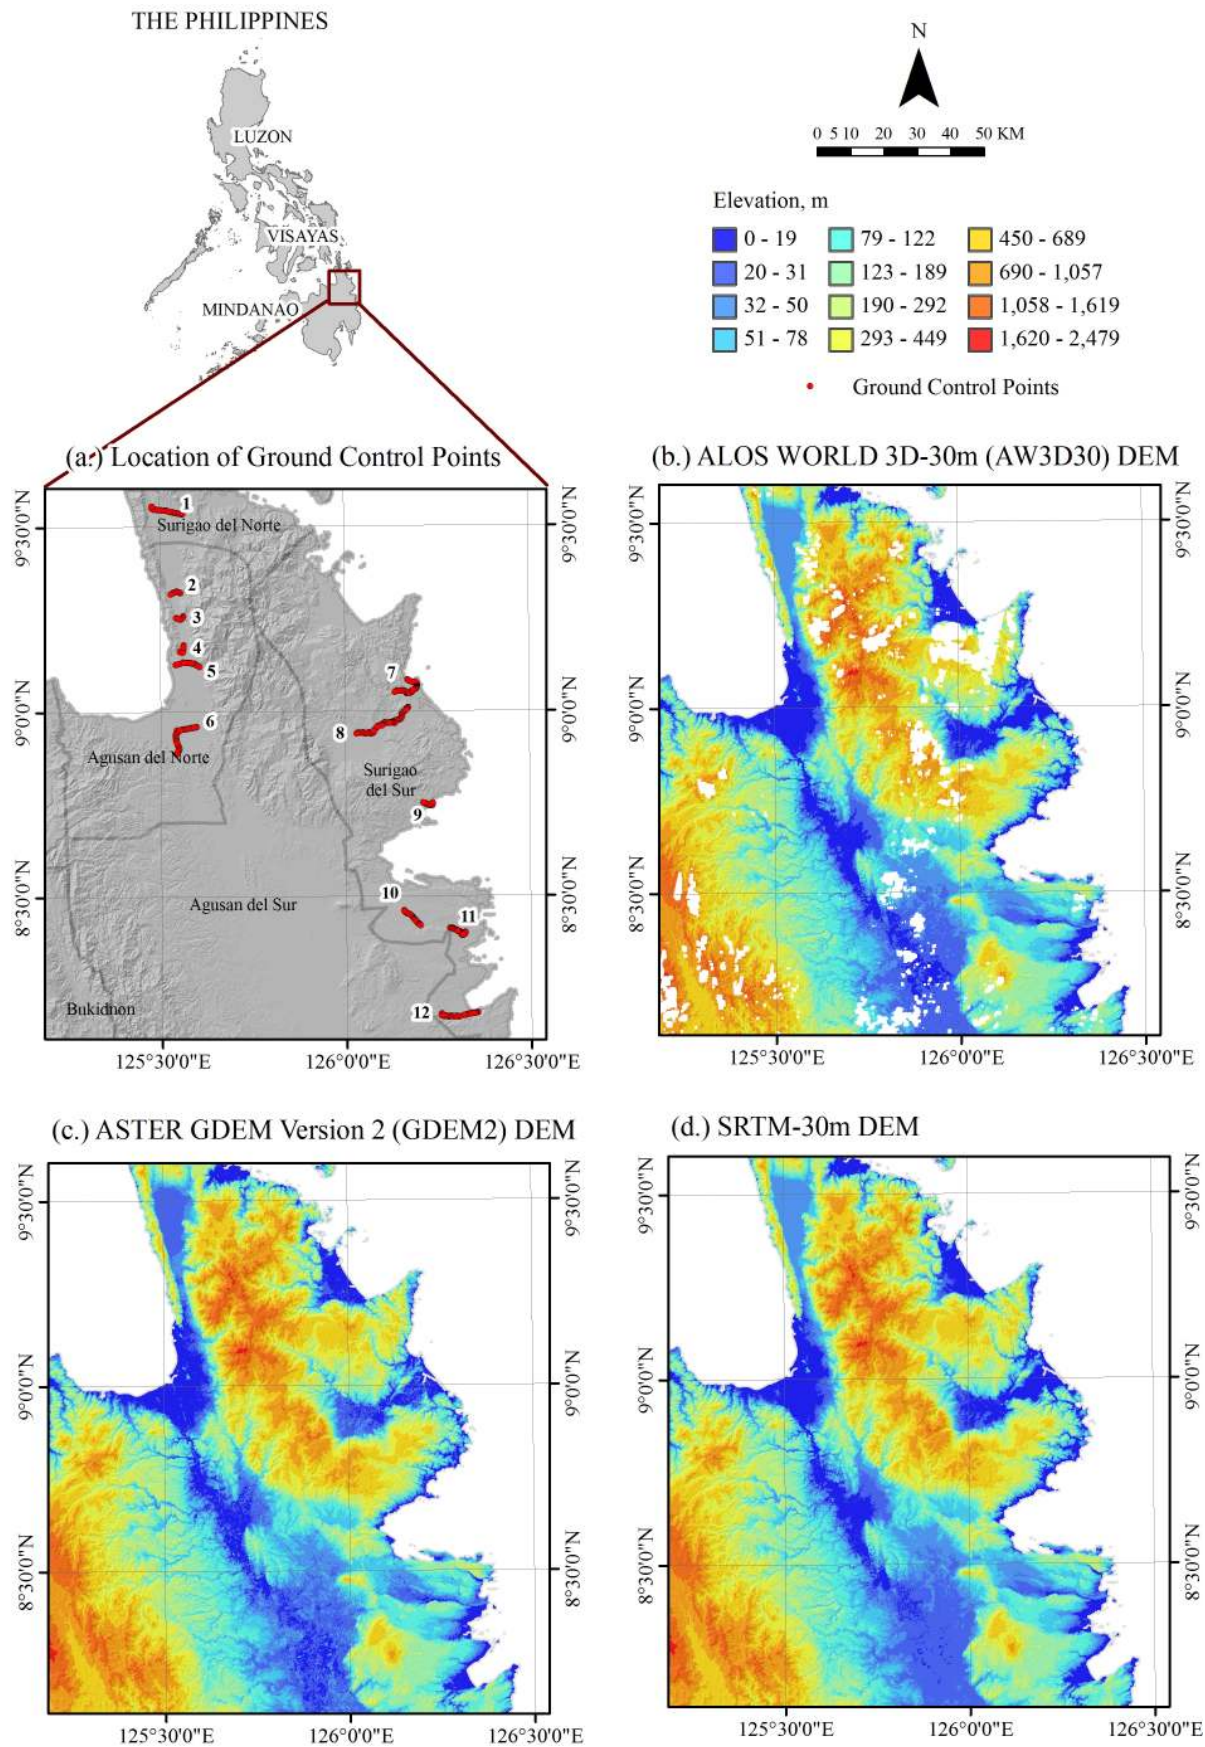 THE PHILIPPINES
LUZON
VISAYAS
MINDANAO
N
0 5 10 20 30 40 50 KM
Elevation, m
0 - 19
79 - 122
450 - 689
20 - 31
123 - 189
690 - 1,057
32 - 50
190 - 292
1,058 - 1,619
51 - 78
293 - 449
1,620 - 2,479
Ground Control Points
(a.) Location of Ground Control Points
9°30'0"N
9°0'0"N
8°30'0"N
1
Surigao del Norte
2
3
4
5
6
Agusan del Norte
7
8
Surigao
del Sur
9
10
11
Agusan del Sur
Bukidnon
12
9°30'0"N
9°0'0"N
8°30'0"N
125°30'0"E
126°0'0"E
126°30'0"E
(b.) ALOS WORLD 3D-30m (AW3D30) DEM
9°30'0"N
9°0'0"N
8°30'0"N
9°30'0"N
9°0'0"N
8°30'0"N
125°30'0"E
126°0'0"E
126°30'0"E
(c.) ASTER GDEM Version 2 (GDEM2) DEM
9°30'0"N
9°0'0"N
8°30'0"N
9°30'0"N
9°0'0"N
8°30'0"N
125°30'0"E
126°0'0"E
126°30'0"E
(d.) SRTM-30m DEM
9°30'0"N
9°0'0"N
8°30'0"N
9°30'0"N
9°0'0"N
8°30'0"N
125°30'0"E
126°0'0"E
126°30'0"E